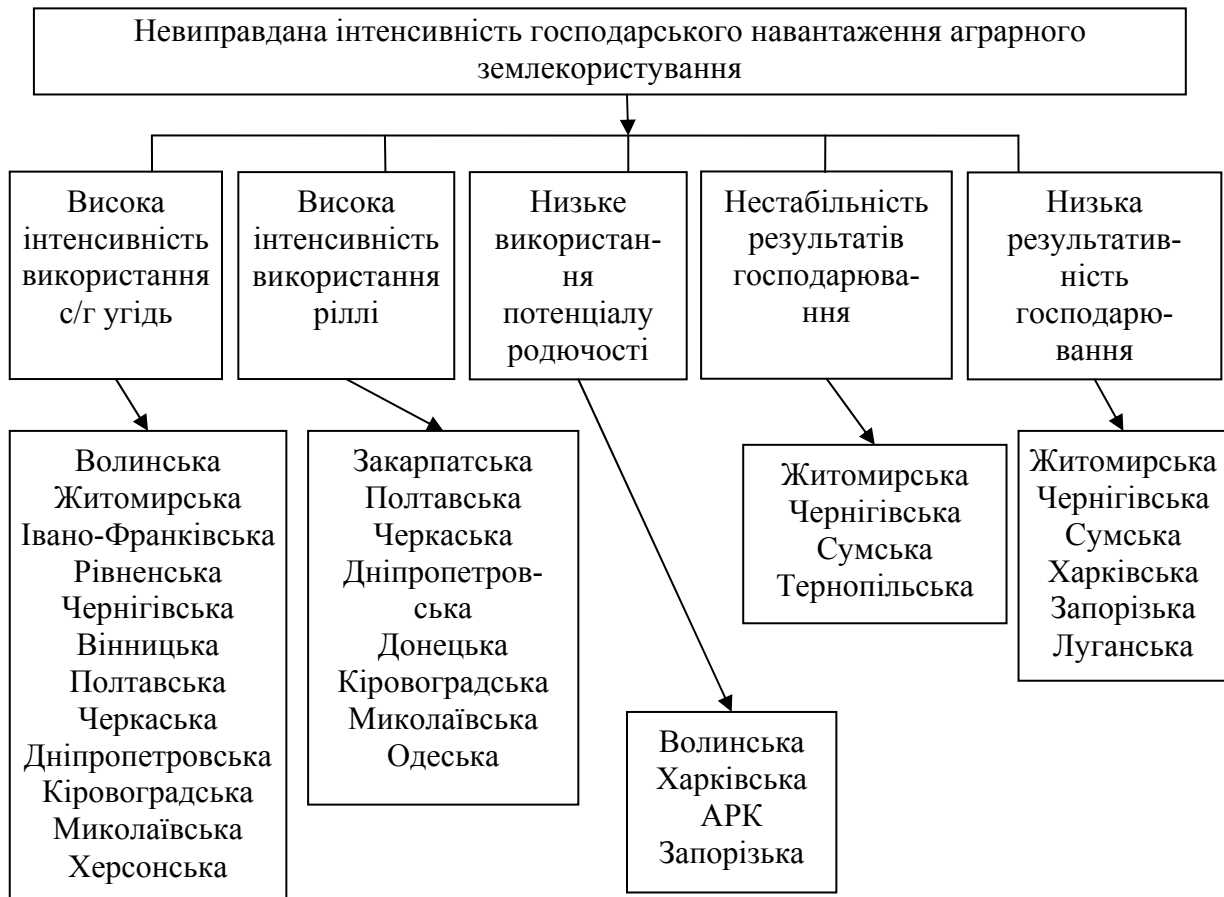 Невиправдана інтенсивність господарського навантаження аграрного
землекористування
Висока
інтенсивність
використання
с/г угідь
Висока
інтенсивність
використання
ріллі
Низьке
використан-
ня
потенціалу
родючості
Нестабільність
результатів
господарюва-
ння
Низька
результатив-
ність
господарю-
вання
Волинська
Житомирська
Івано-Франківська
Рівненська
Чернігівська
Вінницька
Полтавська
Черкаська
Дніпропетровська
Кіровоградська
Миколаївська
Херсонська
Закарпатська
Полтавська
Черкаська
Дніпропетров-
ська
Донецька
Кіровоградська
Миколаївська
Одеська
Волинська
Харківська
АРК
Запорізька
Житомирська
Чернігівська
Сумська
Тернопільська
Житомирська
Чернігівська
Сумська
Харківська
Запорізька
Луганська